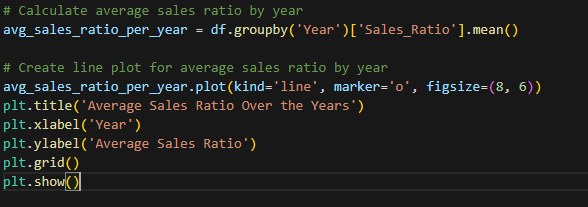 # Calculate average sales ratio by year
avg_sales_ratio_per_year = df.groupby('Year')['Sales_Ratio'].mean()
# Create line plot for average sales ratio by year
avg_sales_ratio_per_year.plot(kind='line', marker='o', figsize=(8, 6))
plt.title('Average Sales Ratio Over the Years')
plt.xlabel('Year')
plt.ylabel('Average Sales Ratio')
plt.grid()
plt.show()